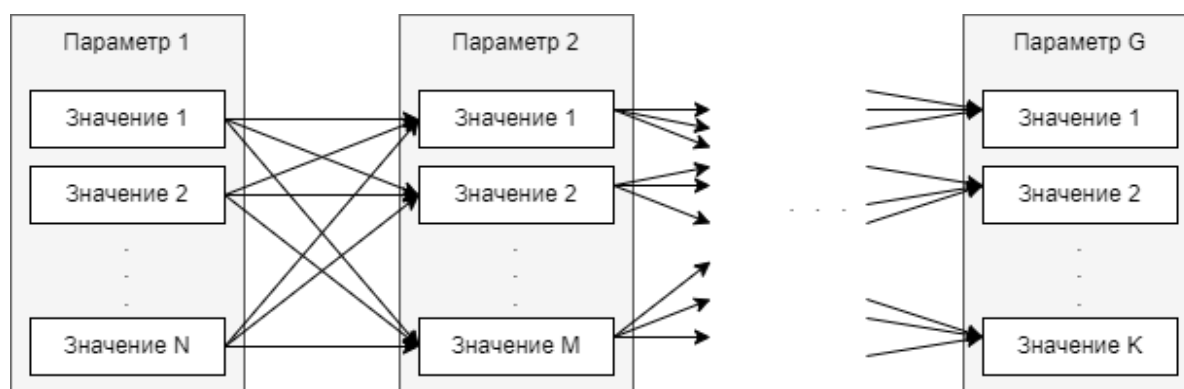 Параметр 1
Значение 1
Значение 2
.
.
.
Значение N
Параметр 2
Значение 1
Значение 2
.
.
.
Значение M
. . .
Параметр G
Значение 1
Значение 2
.
.
.
Значение K